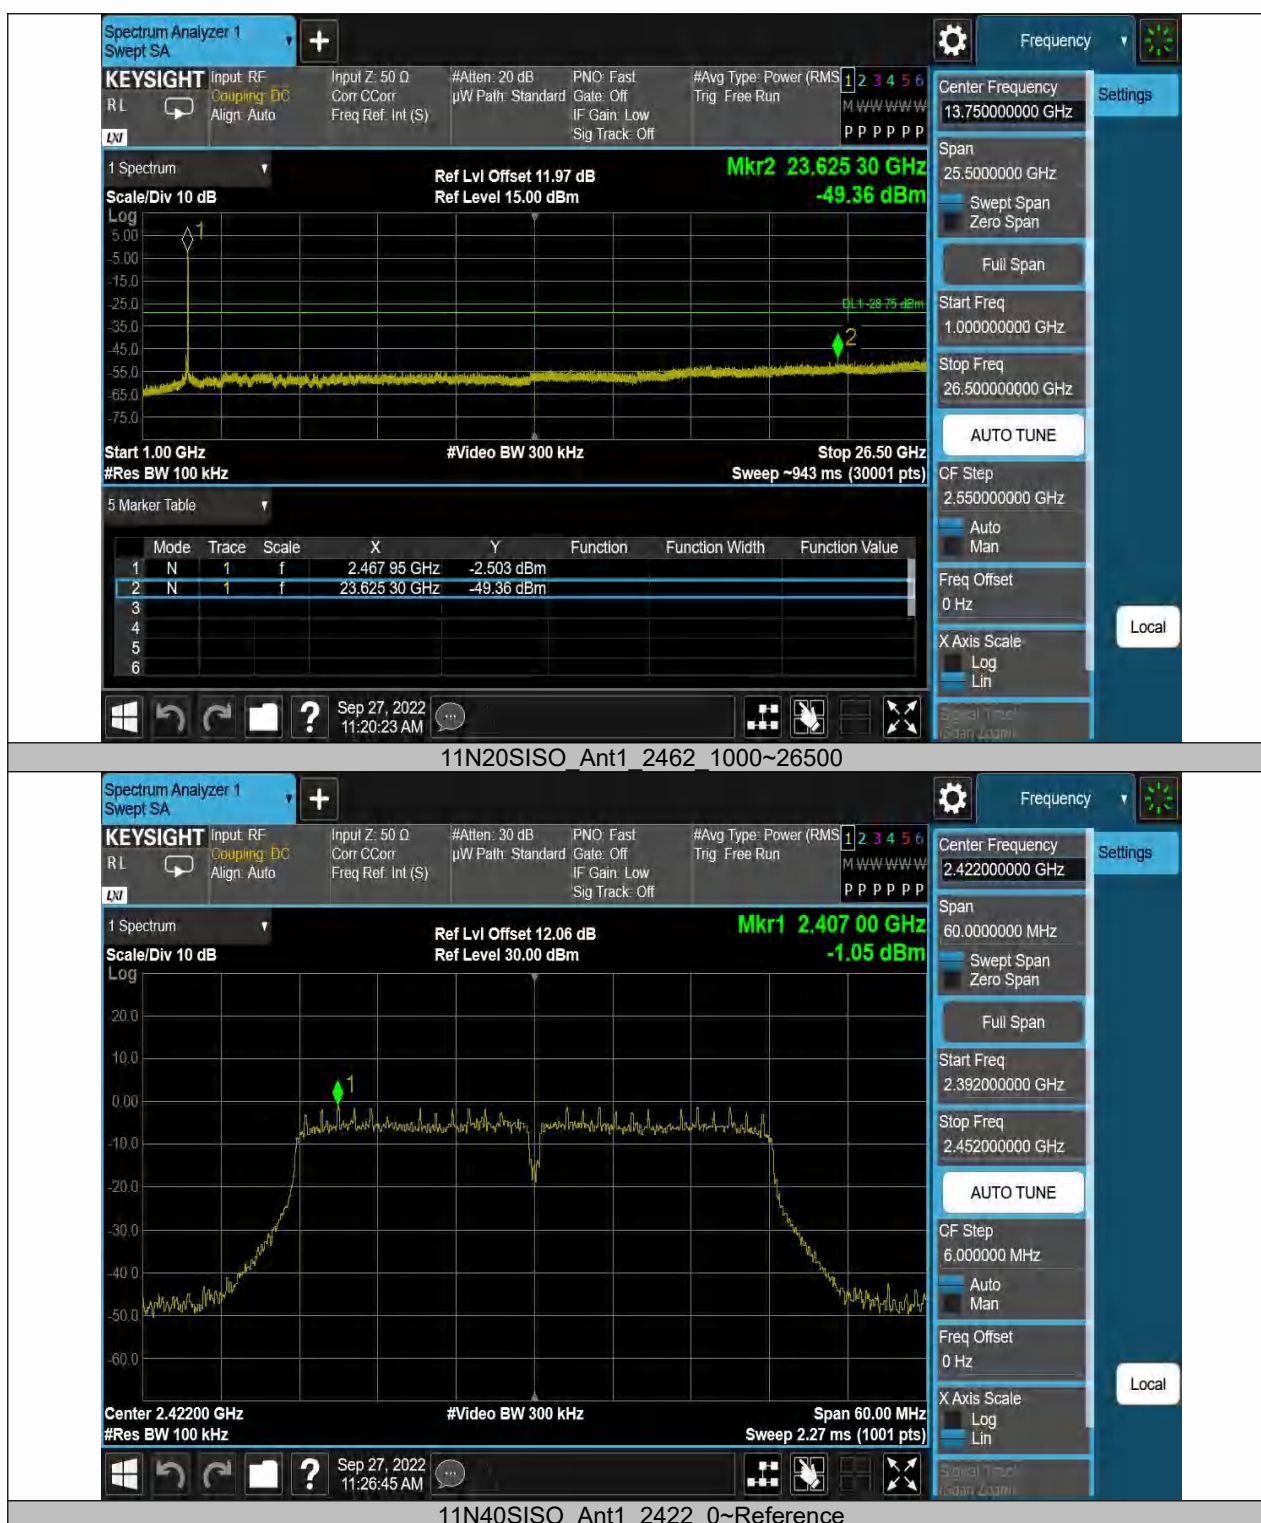 Spectrum Analyzer 1
Swept SA
Frequency
KEYSIGHT
R L
LXI
Input: RF
Coupling: DC
Align: Auto
Input Z: 50 Ω
Corr CCorr
Freq Ref: Int (S)
#Atten: 20 dB
µW Path: Standard
PNO: Fast
Gate: Off
IF Gain: Low
Sig Track: Off
#Avg Type: Power (RMS
Trig: Free Run
1 2 3 4 5 6
M W W W W W
P P P P P P
1 Spectrum
Scale/Div 10 dB
Ref Lvl Offset 11.97 dB
Ref Level 15.00 dBm
Mkr2 23.625 30 GHz
-49.36 dBm
Log
5.00
-5.00
-15.0
-25.0
-35.0
-45.0
-55.0
-65.0
-75.0
1
DL1 -28.75 dBm
2
Start 1.00 GHz
#Video BW 300 kHz
Stop 26.50 GHz
#Res BW 100 kHz
Sweep ~943 ms (30001 pts)
5 Marker Table
Mode Trace Scale X Y Function Function Width Function Value
1 N 1 f 2.467 95 GHz -2.503 dBm
2 N 1 f 23.625 30 GHz -49.36 dBm
3
4
5
6
Sep 27, 2022
11:20:23 AM
Center Frequency
13.750000000 GHz
Settings
Span
25.5000000 GHz
Swept Span
Zero Span
Full Span
Start Freq
1.000000000 GHz
Stop Freq
26.500000000 GHz
AUTO TUNE
CF Step
2.550000000 GHz
Auto
Man
Freq Offset
0 Hz
X Axis Scale
Log
Lin
Signal Track
(Span Zoom)
Local
11N20SISO_Ant1_2462_1000~26500
Spectrum Analyzer 1
Swept SA
Frequency
KEYSIGHT
R L
LXI
Input: RF
Coupling: DC
Align: Auto
Input Z: 50 Ω
Corr CCorr
Freq Ref: Int (S)
#Atten: 30 dB
µW Path: Standard
PNO: Fast
Gate: Off
IF Gain: Low
Sig Track: Off
#Avg Type: Power (RMS
Trig: Free Run
1 2 3 4 5 6
M W W W W W
P P P P P P
1 Spectrum
Scale/Div 10 dB
Ref Lvl Offset 12.06 dB
Ref Level 30.00 dBm
Mkr1 2.407 00 GHz
-1.05 dBm
Log
20.0
10.0
0.00
-10.0
-20.0
-30.0
-40.0
-50.0
-60.0
1
Center 2.42200 GHz
#Video BW 300 kHz
Span 60.00 MHz
#Res BW 100 kHz
Sweep 2.27 ms (1001 pts)
Sep 27, 2022
11:26:45 AM
Center Frequency
2.422000000 GHz
Settings
Span
60.0000000 MHz
Swept Span
Zero Span
Full Span
Start Freq
2.392000000 GHz
Stop Freq
2.452000000 GHz
AUTO TUNE
CF Step
6.000000 MHz
Auto
Man
Freq Offset
0 Hz
X Axis Scale
Log
Lin
Signal Track
(Span Zoom)
Local
11N40SISO_Ant1_2422_0~Reference